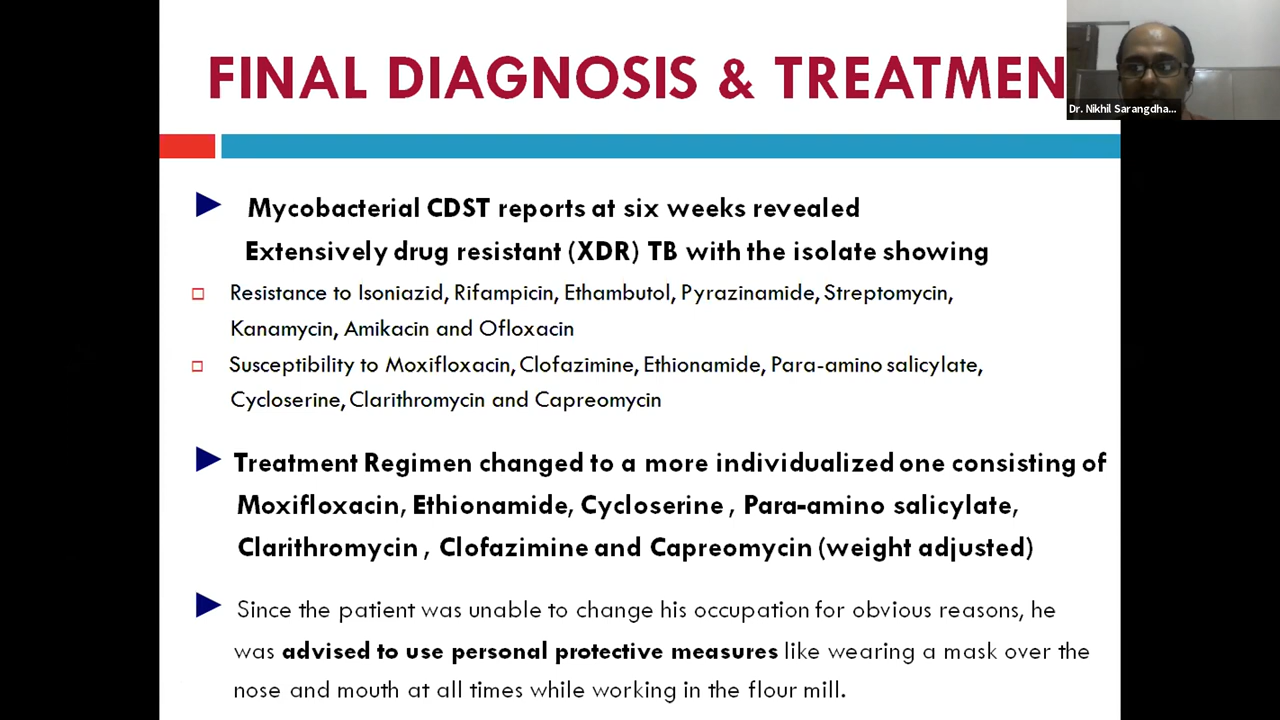 FINAL DIAGNOSIS & TREATMEN
Dr. Nikhil Sarangdha...
Mycobacterial CDST reports at six weeks revealed
Extensively drug resistant (XDR) TB with the isolate showing
Resistance to Isoniazid, Rifampicin, Ethambutol, Pyrazinamide, Streptomycin,
Kanamycin, Amikacin and Ofloxacin
Susceptibility to Moxifloxacin, Clofazimine, Ethionamide, Para-amino salicylate,
Cycloserine, Clarithromycin and Capreomycin
Treatment Regimen changed to a more individualized one consisting of
Moxifloxacin, Ethionamide, Cycloserine , Para-amino salicylate,
Clarithromycin , Clofazimine and Capreomycin (weight adjusted)
Since the patient was unable to change his occupation for obvious reasons, he
was advised to use personal protective measures like wearing a mask over the
nose and mouth at all times while working in the flour mill.